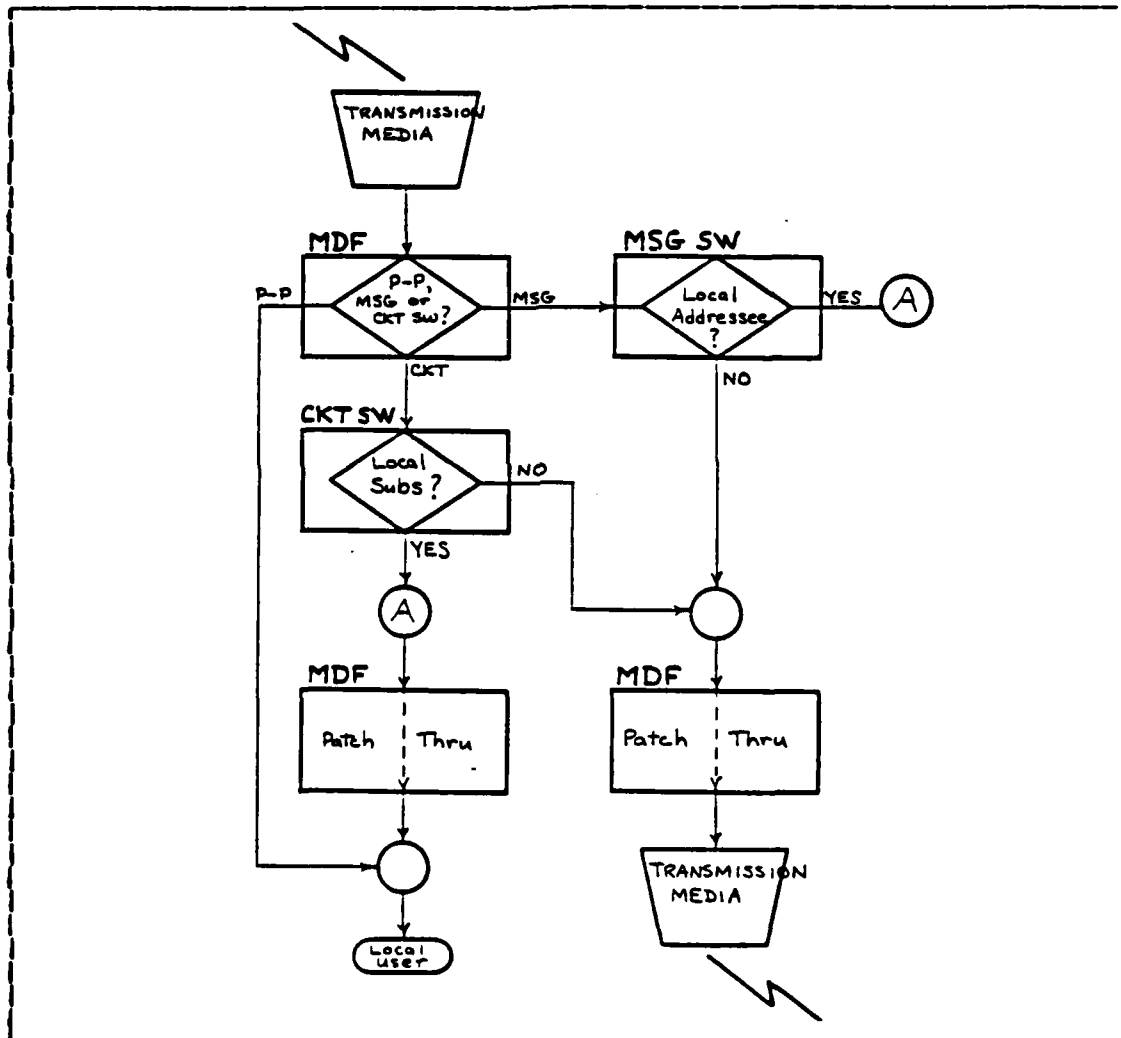 TRANSMISSION
MEDIA
MDF
P-P,
MSG or
CKT SW?
P-P
MSG
CKT
MSG SW
Local
Addressee
?
YES
A
NO
CKT SW
Local
Subs?
NO
YES
A
MDF
Patch Thru
MDF
Patch Thru
TRANSMISSION
MEDIA
Local
user